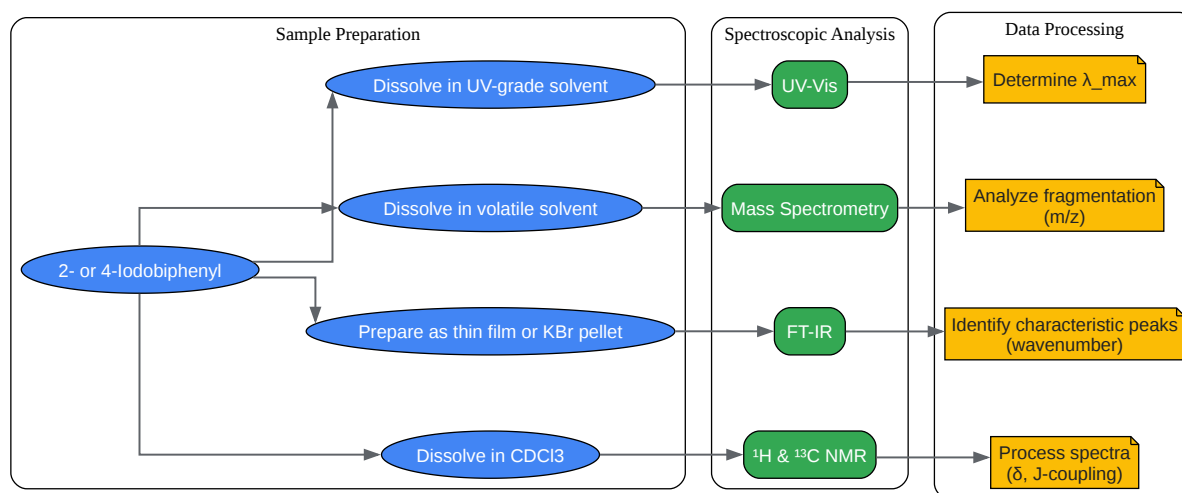 Sample Preparation
Spectroscopic Analysis
Data Processing
Dissolve in UV-grade solvent
UV-Vis
Determine λ_max
Dissolve in volatile solvent
Mass Spectrometry
Analyze fragmentation
(m/z)
2- or 4-Iodobiphenyl
Prepare as thin film or KBr pellet
FT-IR
Identify characteristic peaks
(wavenumber)
Dissolve in CDCl3
¹H & ¹³C NMR
Process spectra
(δ, J-coupling)